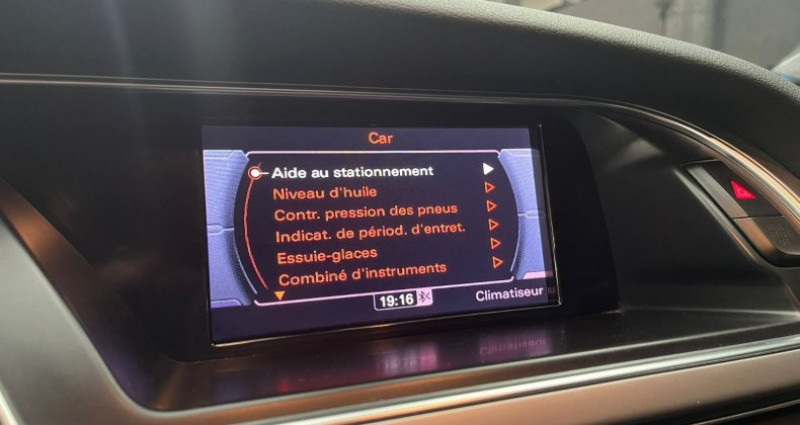 Car
Aide au stationnement
Niveau d'huile
Contr. pression des pneus
Indicat. de périod. d'entret.
Essuie-glaces
Combiné d'instruments
19:16
Climatiseur